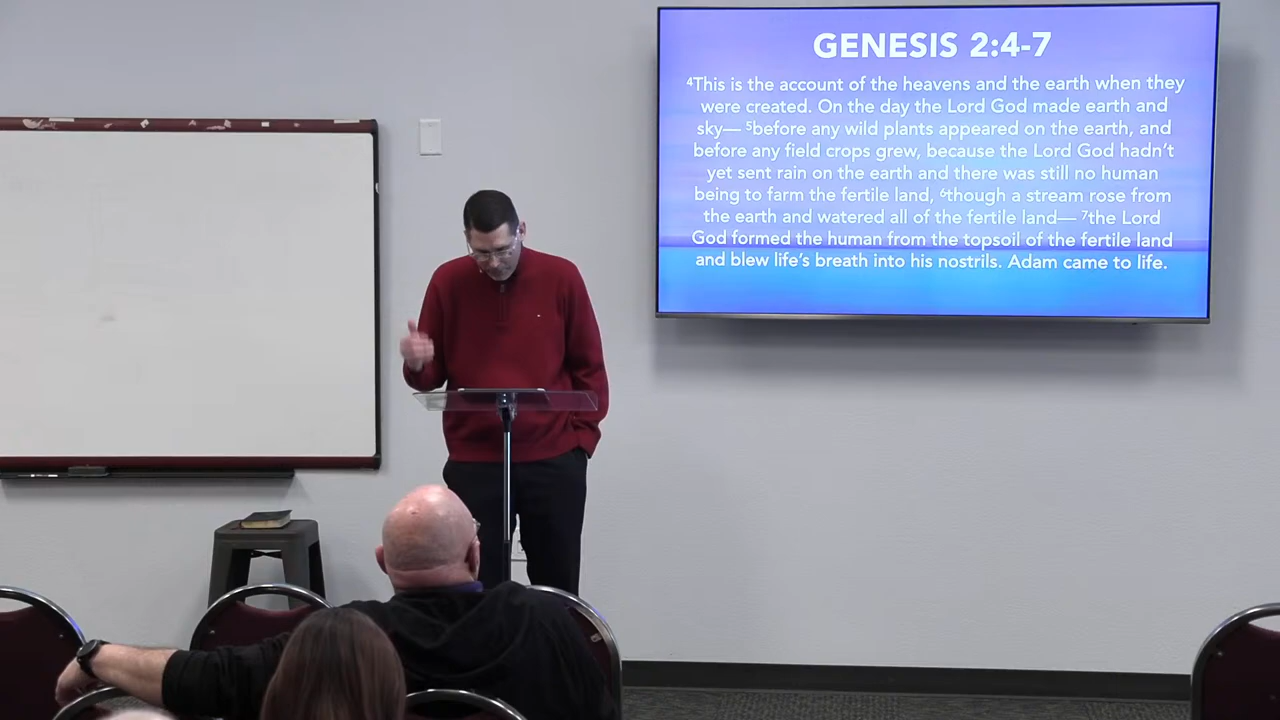 GENESIS 2:4-7
⁴This is the account of the heavens and the earth when they
were created. On the day the Lord God made earth and
sky— ⁵before any wild plants appeared on the earth, and
before any field crops grew, because the Lord God hadn't
yet sent rain on the earth and there was still no human
being to farm the fertile land, ⁶though a stream rose from
the earth and watered all of the fertile land— ⁷the Lord
God formed the human from the topsoil of the fertile land
and blew life's breath into his nostrils. Adam came to life.